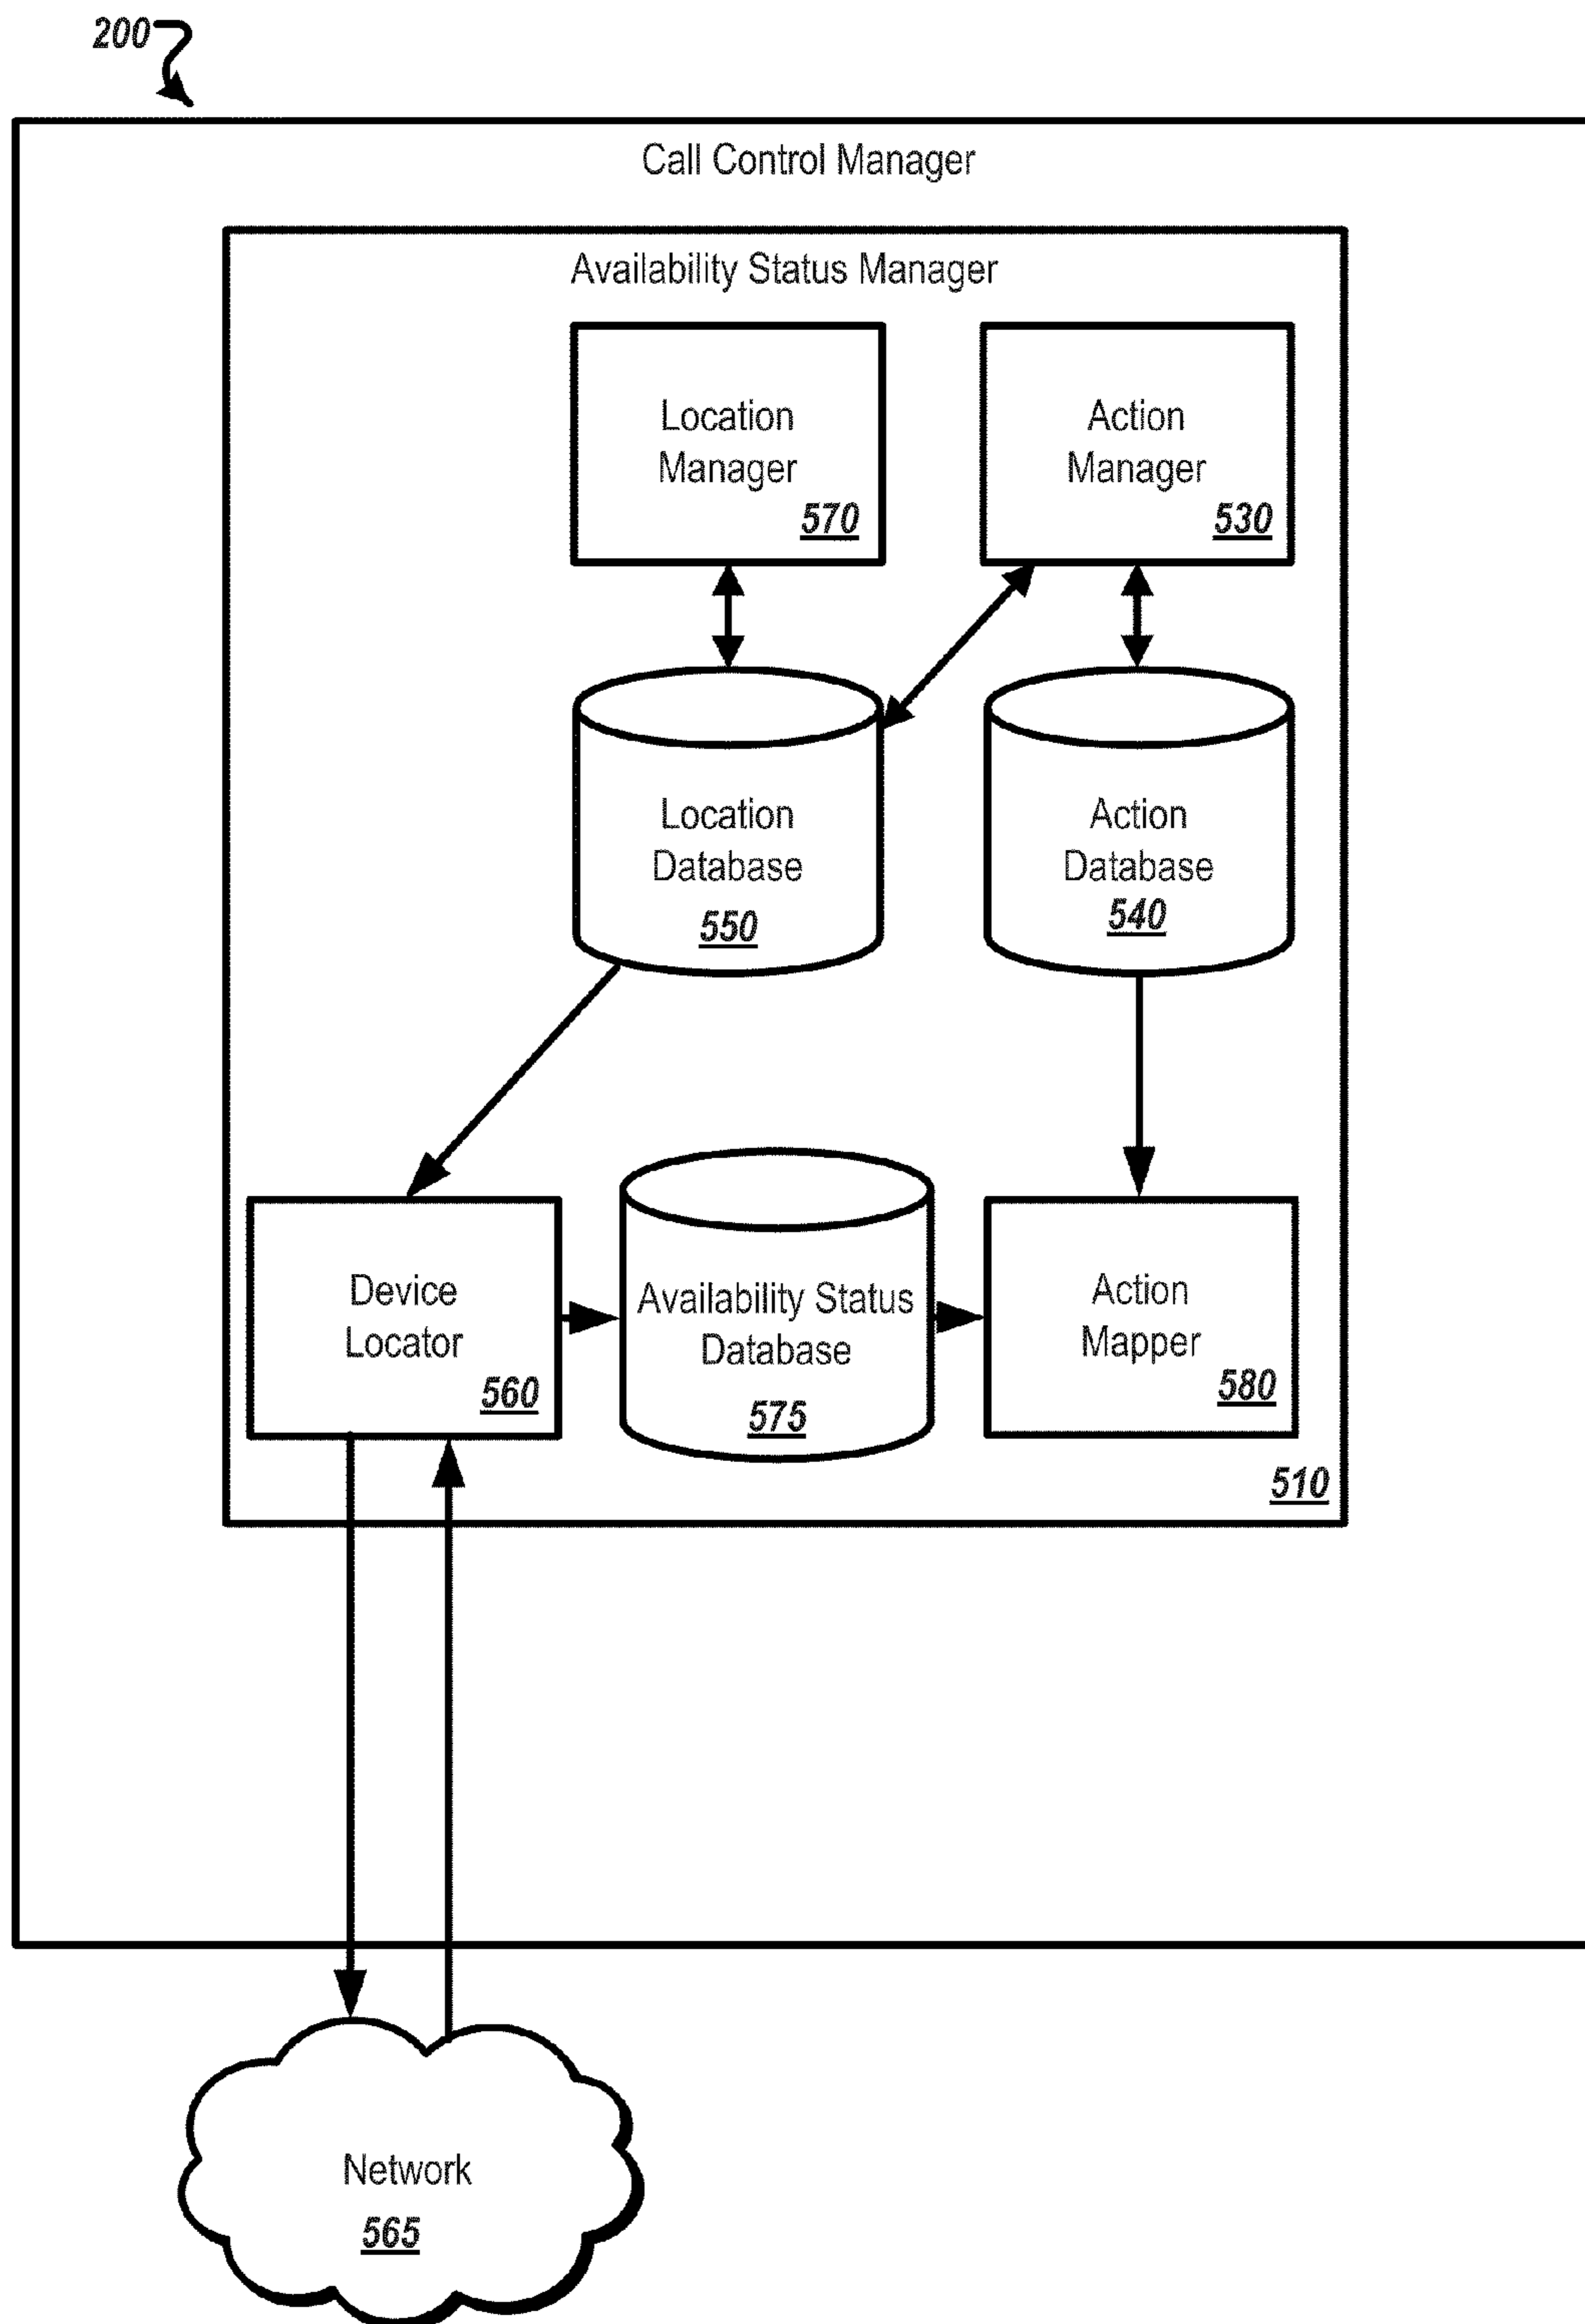 200
Call Control Manager
Availability Status Manager
Location
Manager
570
Action
Manager
530
Location
Database
550
Action
Database
540
Device
Locator
560
Availability Status
Database
575
Action
Mapper
580
510
Network
565